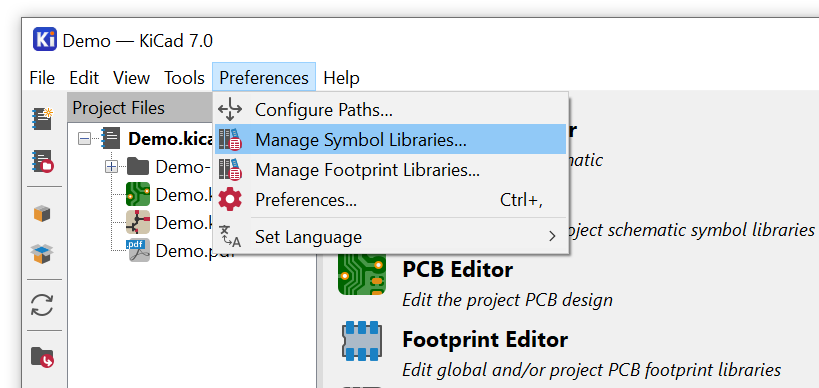 Ki Demo — KiCad 7.0
File Edit View Tools Preferences Help
Project Files
Configure Paths...
Manage Symbol Libraries...
Manage Footprint Libraries...
Preferences... Ctrl+,
Set Language
Demo.kica
Demo-
Demo.k
Demo.k
pdf Demo.pdf
matic
oject schematic symbol libraries
PCB Editor
Edit the project PCB design
Footprint Editor
Edit global and/or project PCB footprint libraries